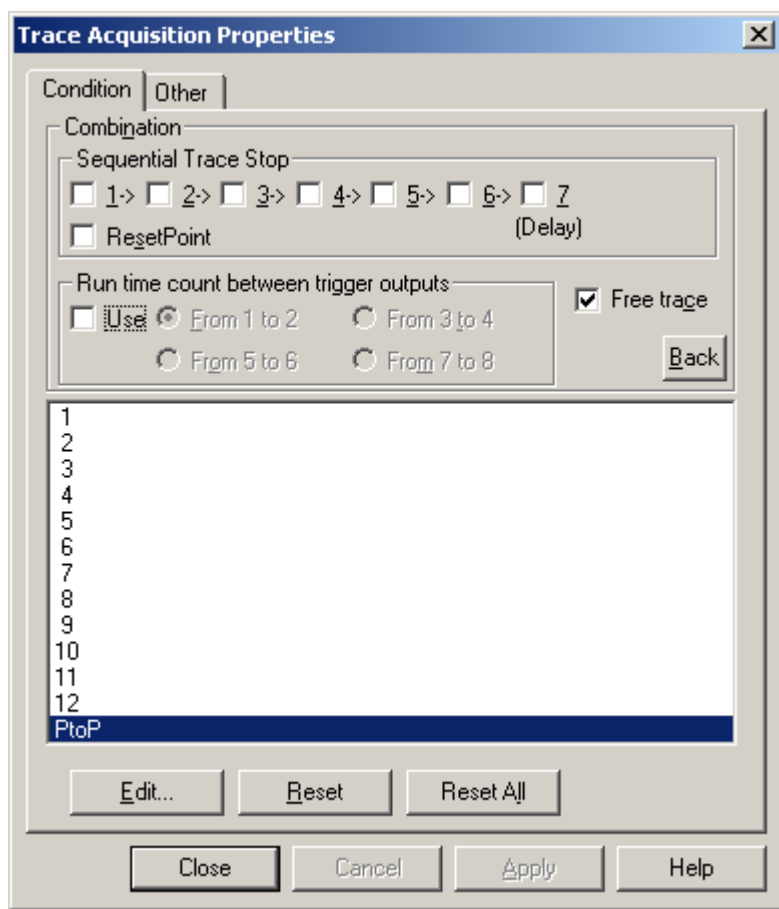 Trace Acquisition Properties
Condition Other
Combination
Sequential Trace Stop
1-> 2-> 3-> 4-> 5-> 6-> 7
(Delay)
ResetPoint
Run time count between trigger outputs
Use From 1 to 2 From 3 to 4
From 5 to 6 From 7 to 8
Free trace
Back
1
2
3
4
5
6
7
8
9
10
11
12
PtoP
Edit... Reset Reset All
Close Cancel Apply Help